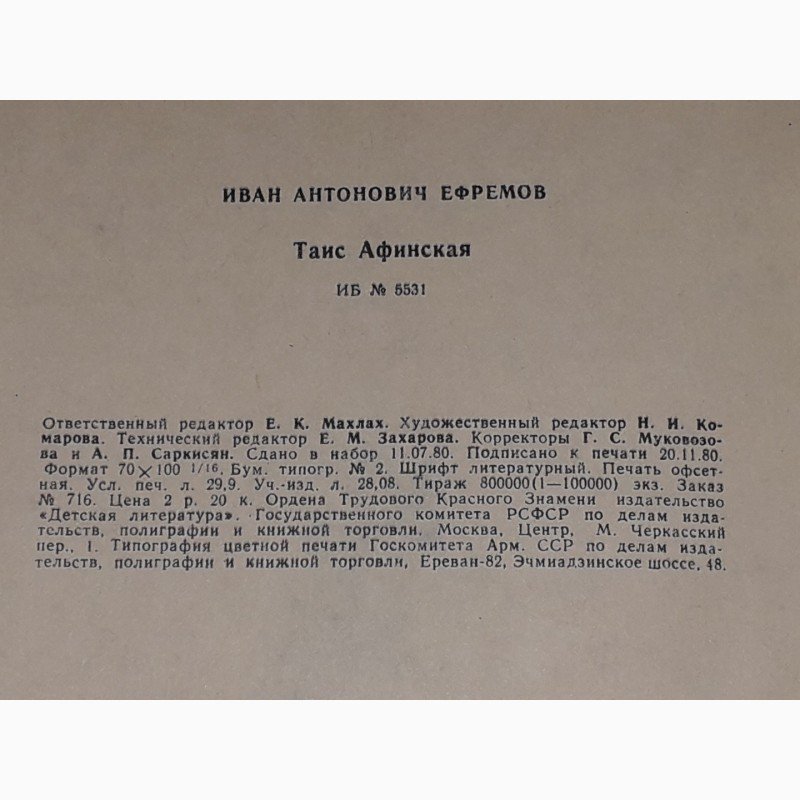 ИВАН АНТОНОВИЧ ЕФРЕМОВ
Таис Афинская
ИБ № 5531
Ответственный редактор Е. К. Махлах. Художественный редактор Н. И. Ко-
марова. Технический редактор Е. М. Захарова. Корректоры Г. С. Муковозо-
ва и А. П. Саркисян. Сдано в набор 11.07.80. Подписано к печати 20.11.80.
Формат 70×100 1/16. Бум. типогр. № 2. Шрифт литературный. Печать офсет-
ная. Усл. печ. л. 29,9. Уч.-изд. л. 28,08. Тираж 800000(1—100000) экз. Заказ
№ 716. Цена 2 р. 20 к. Ордена Трудового Красного Знамени издательство
«Детская литература». Государственного комитета РСФСР по делам изда-
тельств, полиграфии и книжной торговли. Москва, Центр, М. Черкасский
пер., 1. Типография цветной печати Госкомитета Арм. ССР по делам изда-
тельств, полиграфии и книжной торговли, Ереван-82, Эчмиадзинское шоссе, 48.